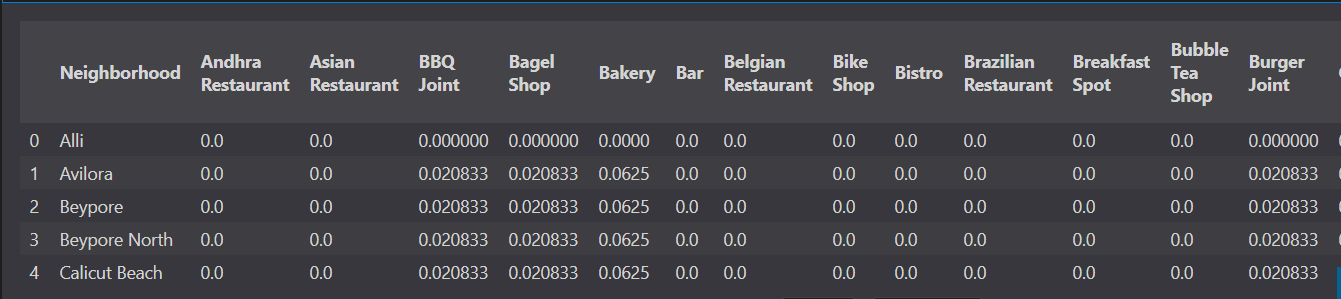 Neighborhood Andhra Restaurant Asian Restaurant BBQ Joint Bagel Shop Bakery Bar Belgian Restaurant Bike Shop Bistro Brazilian Restaurant Breakfast Spot Bubble Tea Shop Burger Joint
0 Alli 0.0 0.0 0.000000 0.000000 0.0000 0.0 0.0 0.0 0.0 0.0 0.0 0.0 0.000000
1 Avilora 0.0 0.0 0.020833 0.020833 0.0625 0.0 0.0 0.0 0.0 0.0 0.0 0.0 0.020833
2 Beypore 0.0 0.0 0.020833 0.020833 0.0625 0.0 0.0 0.0 0.0 0.0 0.0 0.0 0.020833
3 Beypore North 0.0 0.0 0.020833 0.020833 0.0625 0.0 0.0 0.0 0.0 0.0 0.0 0.0 0.020833
4 Calicut Beach 0.0 0.0 0.020833 0.020833 0.0625 0.0 0.0 0.0 0.0 0.0 0.0 0.0 0.020833